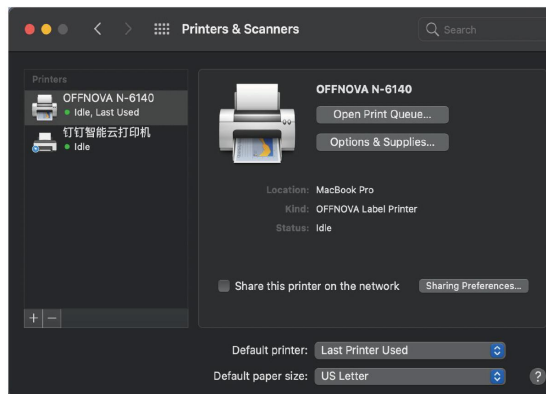 Printers & Scanners
Search
Printers
OFFNOVA N-6140
Idle, Last Used
钉钉智能云打印机
Idle
OFFNOVA N-6140
Open Print Queue...
Options & Supplies...
Location: MacBook Pro
Kind: OFFNOVA Label Printer
Status: Idle
Share this printer on the network
Sharing Preferences...
+ −
Default printer: Last Printer Used
Default paper size: US Letter
?